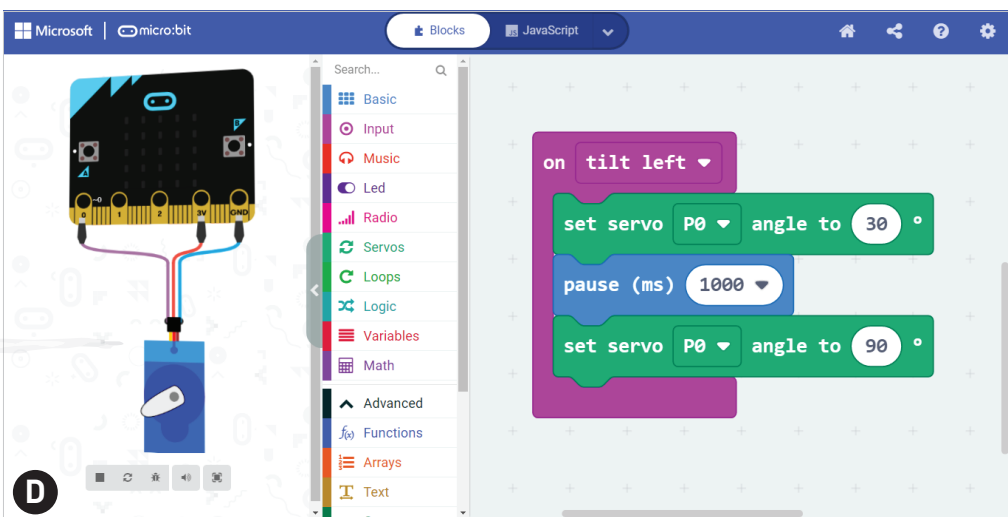 Microsoft micro:bit Blocks JS JavaScript
Search...
Basic
Input
Music
Led
Radio
Servos
Loops
Logic
Variables
Math
Advanced
f(x) Functions
Arrays
Text
B
A
0 ~0 1 2 3V GND
on tilt left
set servo P0 angle to 30 °
pause (ms) 1000
set servo P0 angle to 90 °
D